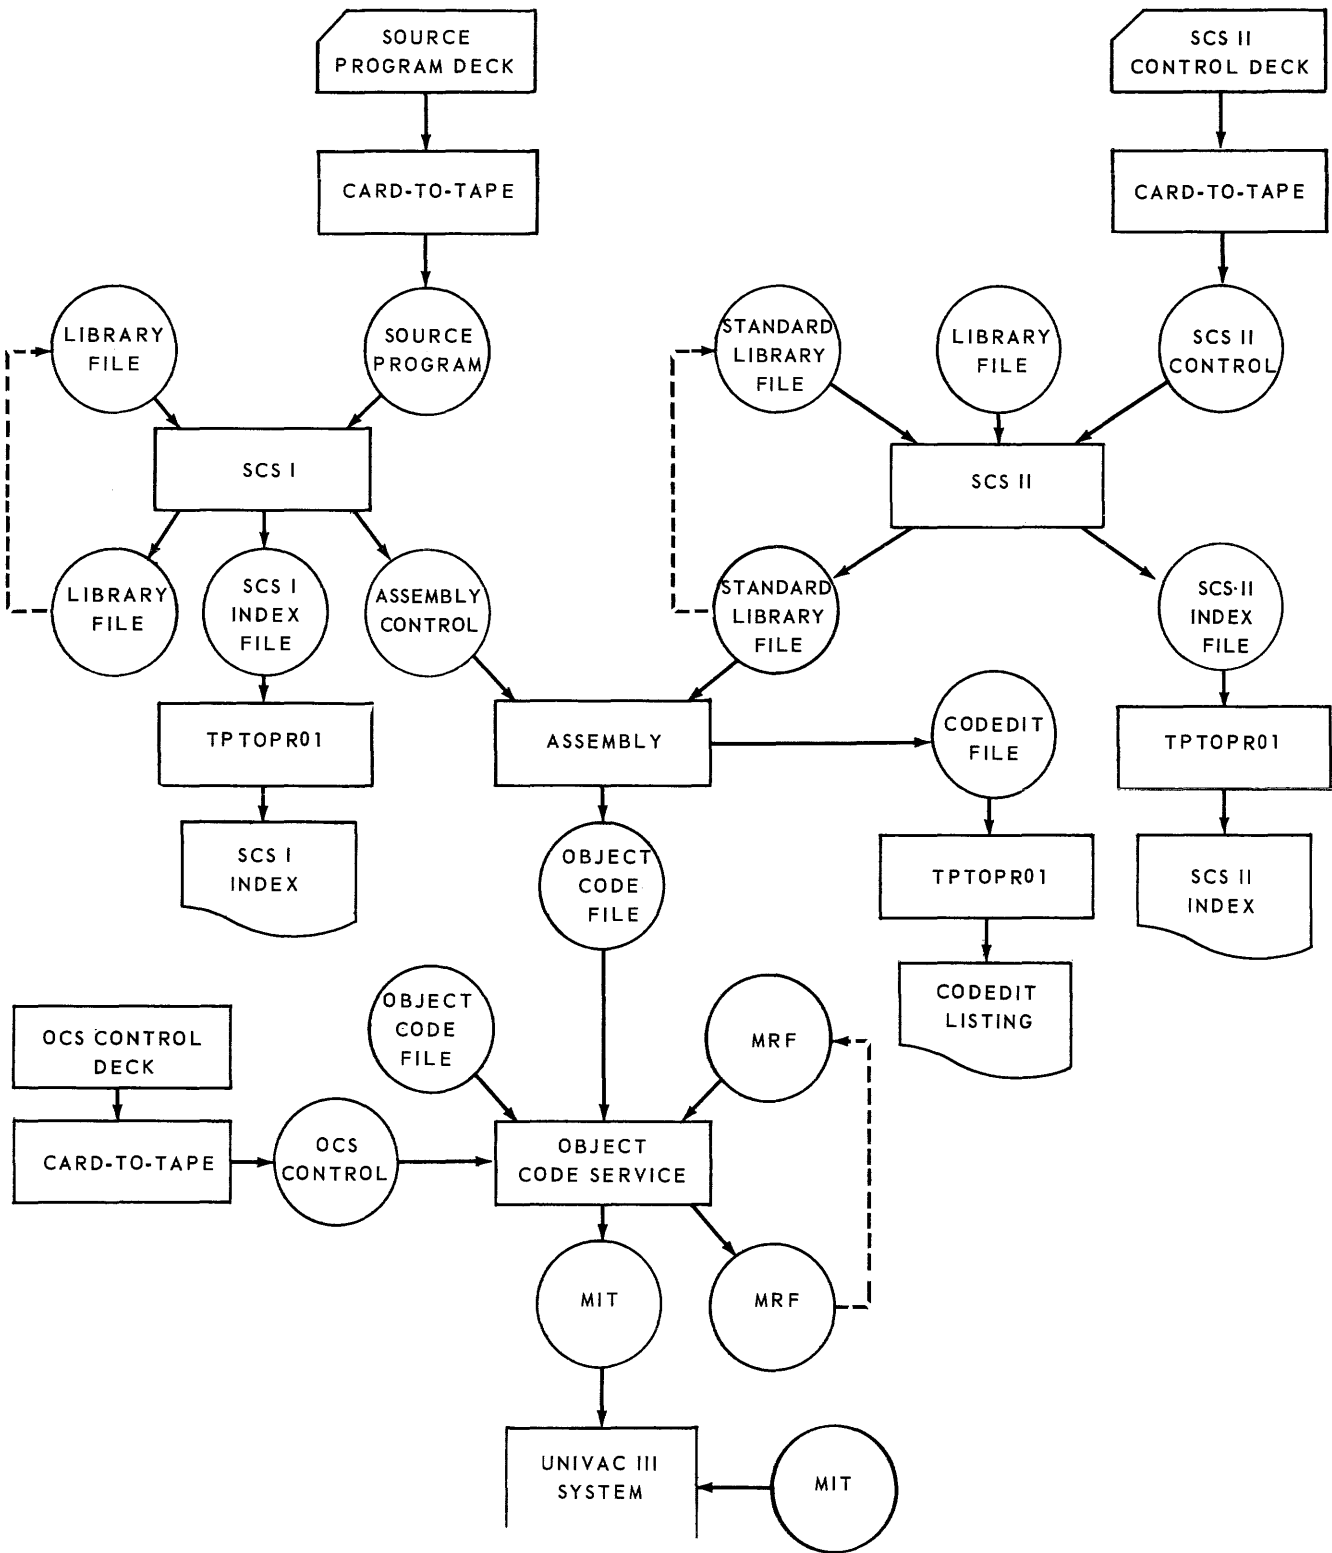 SOURCE
PROGRAM DECK
SCS II
CONTROL DECK
CARD-TO-TAPE
CARD-TO-TAPE
LIBRARY
FILE
SOURCE
PROGRAM
STANDARD
LIBRARY
FILE
LIBRARY
FILE
SCS II
CONTROL
SCS I
SCS II
LIBRARY
FILE
SCS I
INDEX
FILE
ASSEMBLY
CONTROL
STANDARD
LIBRARY
FILE
SCS-II
INDEX
FILE
TPTOPR01
ASSEMBLY
CODEDIT
FILE
TPTOPR01
SCS I
INDEX
OBJECT
CODE
FILE
TPTOPR01
SCS II
INDEX
OBJECT
CODE
FILE
MRF
CODEDIT
LISTING
OCS CONTROL
DECK
CARD-TO-TAPE
OCS
CONTROL
OBJECT
CODE SERVICE
MIT
MRF
UNIVAC III
SYSTEM
MIT